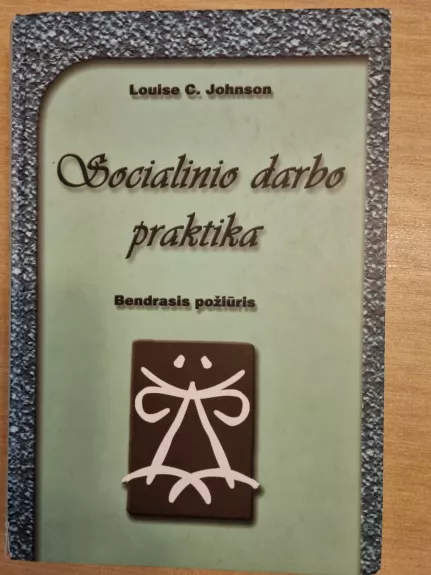 Louise C. Johnson
Socialinio darbo
praktika
Bendrasis požiūris